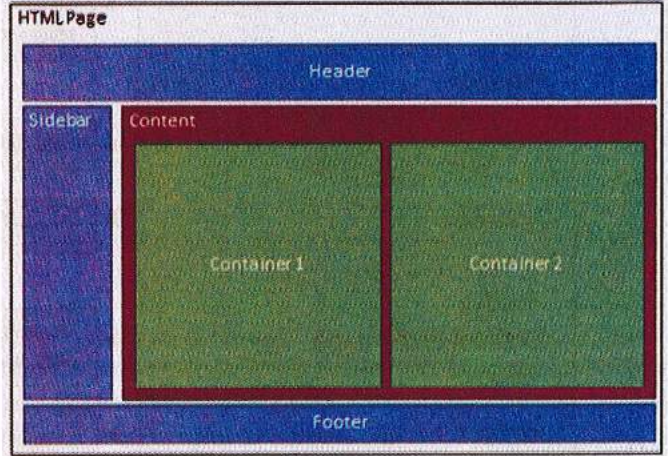 HTML Page
Header
Sidebar
Content
Container 1
Container 2
Footer